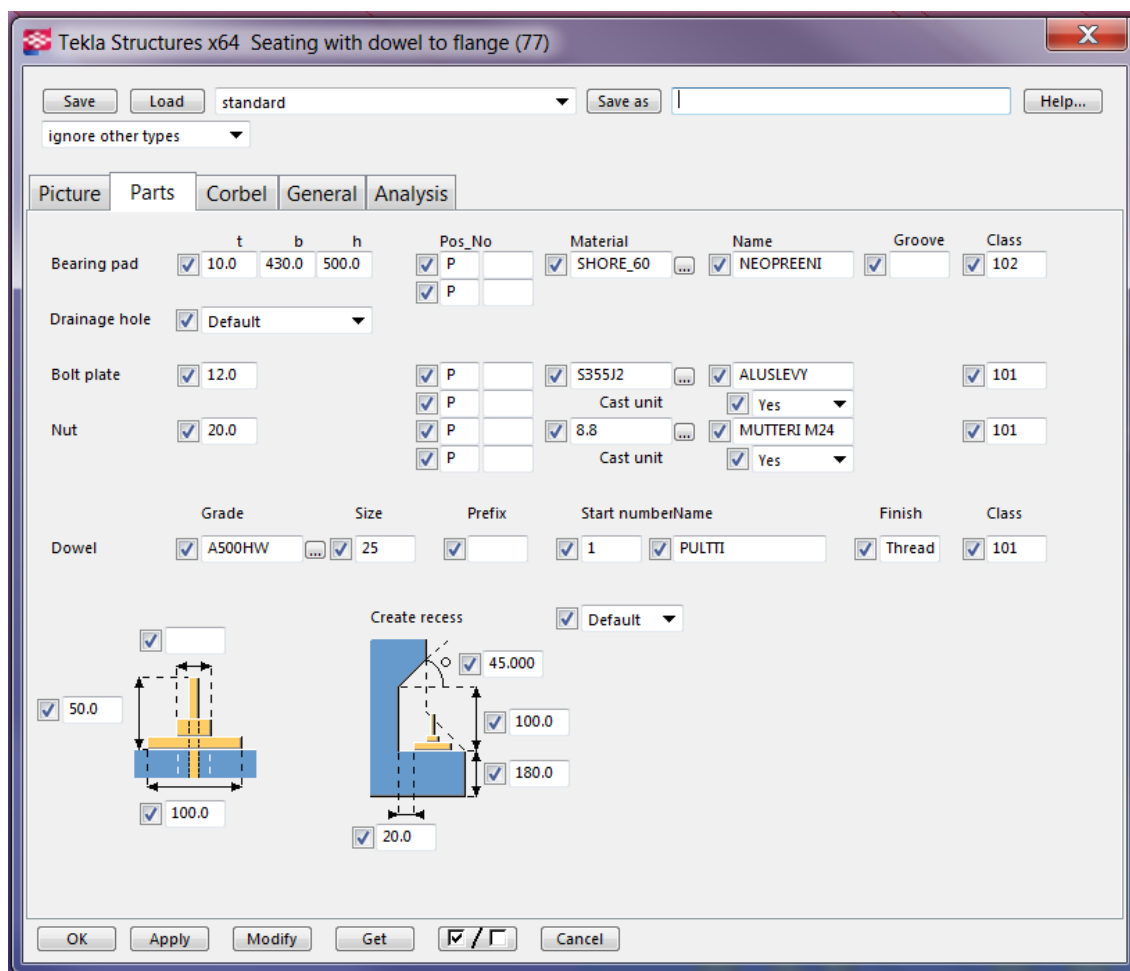 Tekla Structures x64 Seating with dowel to flange (77)
Save Load standard Save as Help...
ignore other types
Picture Parts Corbel General Analysis
t b h Pos_No Material Name Groove Class
Bearing pad 10.0 430.0 500.0 P SHORE_60 ... NEOPREENI 102
P
Drainage hole Default
Bolt plate 12.0 P S355J2 ... ALUSLEVY 101
P Cast unit Yes
Nut 20.0 P 8.8 ... MUTTERI M24 101
P Cast unit Yes
Grade Size Prefix Start number Name Finish Class
Dowel A500HW ... 25 1 PULTTI Thread 101
Create recess Default
45.000
50.0
100.0
180.0
100.0
20.0
OK Apply Modify Get / Cancel